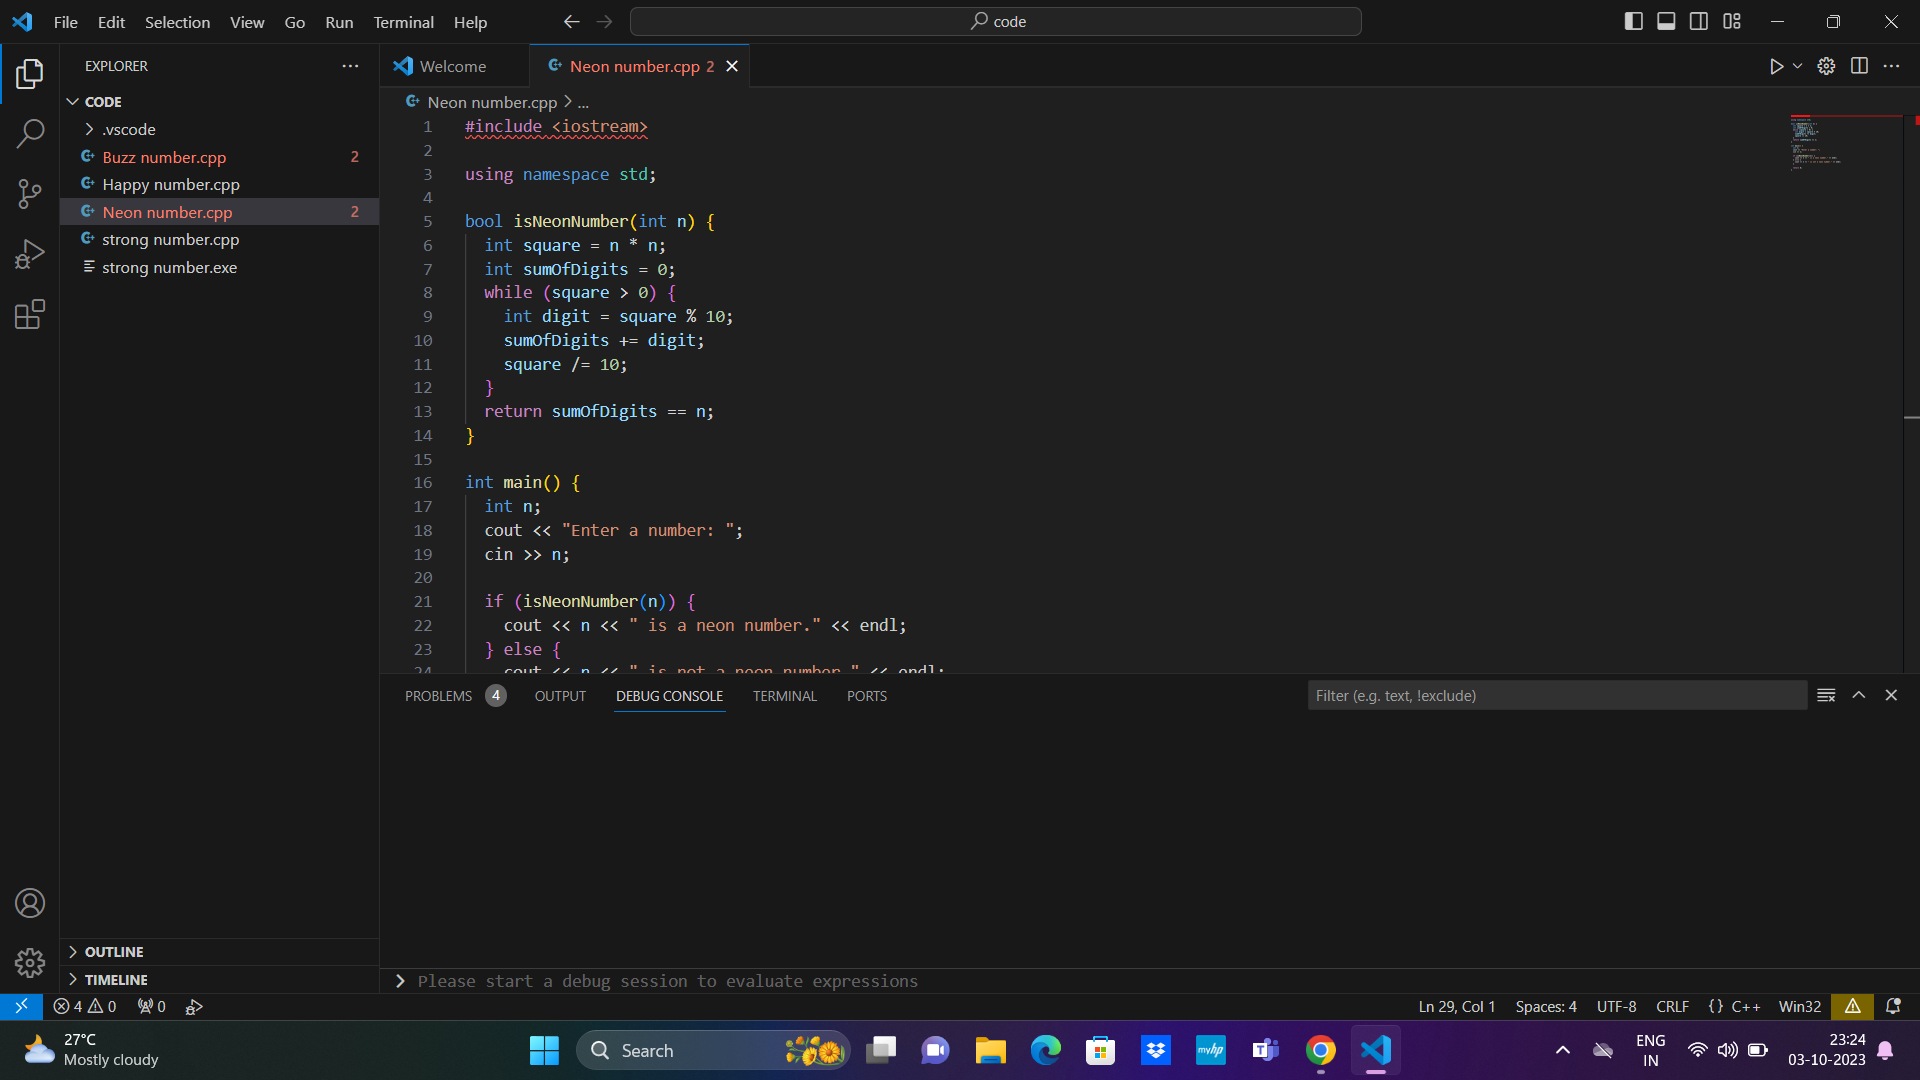 File Edit Selection View Go Run Terminal Help
code
EXPLORER
CODE
.vscode
Buzz number.cpp 2
Happy number.cpp
Neon number.cpp 2
strong number.cpp
strong number.exe
OUTLINE
TIMELINE
Welcome
Neon number.cpp 2
Neon number.cpp > ...
1 #include <iostream>
2
3 using namespace std;
4
5 bool isNeonNumber(int n) {
6 int square = n * n;
7 int sumOfDigits = 0;
8 while (square > 0) {
9 int digit = square % 10;
10 sumOfDigits += digit;
11 square /= 10;
12 }
13 return sumOfDigits == n;
14 }
15
16 int main() {
17 int n;
18 cout << "Enter a number: ";
19 cin >> n;
20
21 if (isNeonNumber(n)) {
22 cout << n << " is a neon number." << endl;
23 } else {
24 cout << n << " is not a neon number." << endl;
PROBLEMS 4 OUTPUT DEBUG CONSOLE TERMINAL PORTS
Filter (e.g. text, !exclude)
Please start a debug session to evaluate expressions
4 0 0
Ln 29, Col 1 Spaces: 4 UTF-8 CRLF {} C++ Win32
27°C
Mostly cloudy
Search
myhp
ENG
IN
23:24
03-10-2023